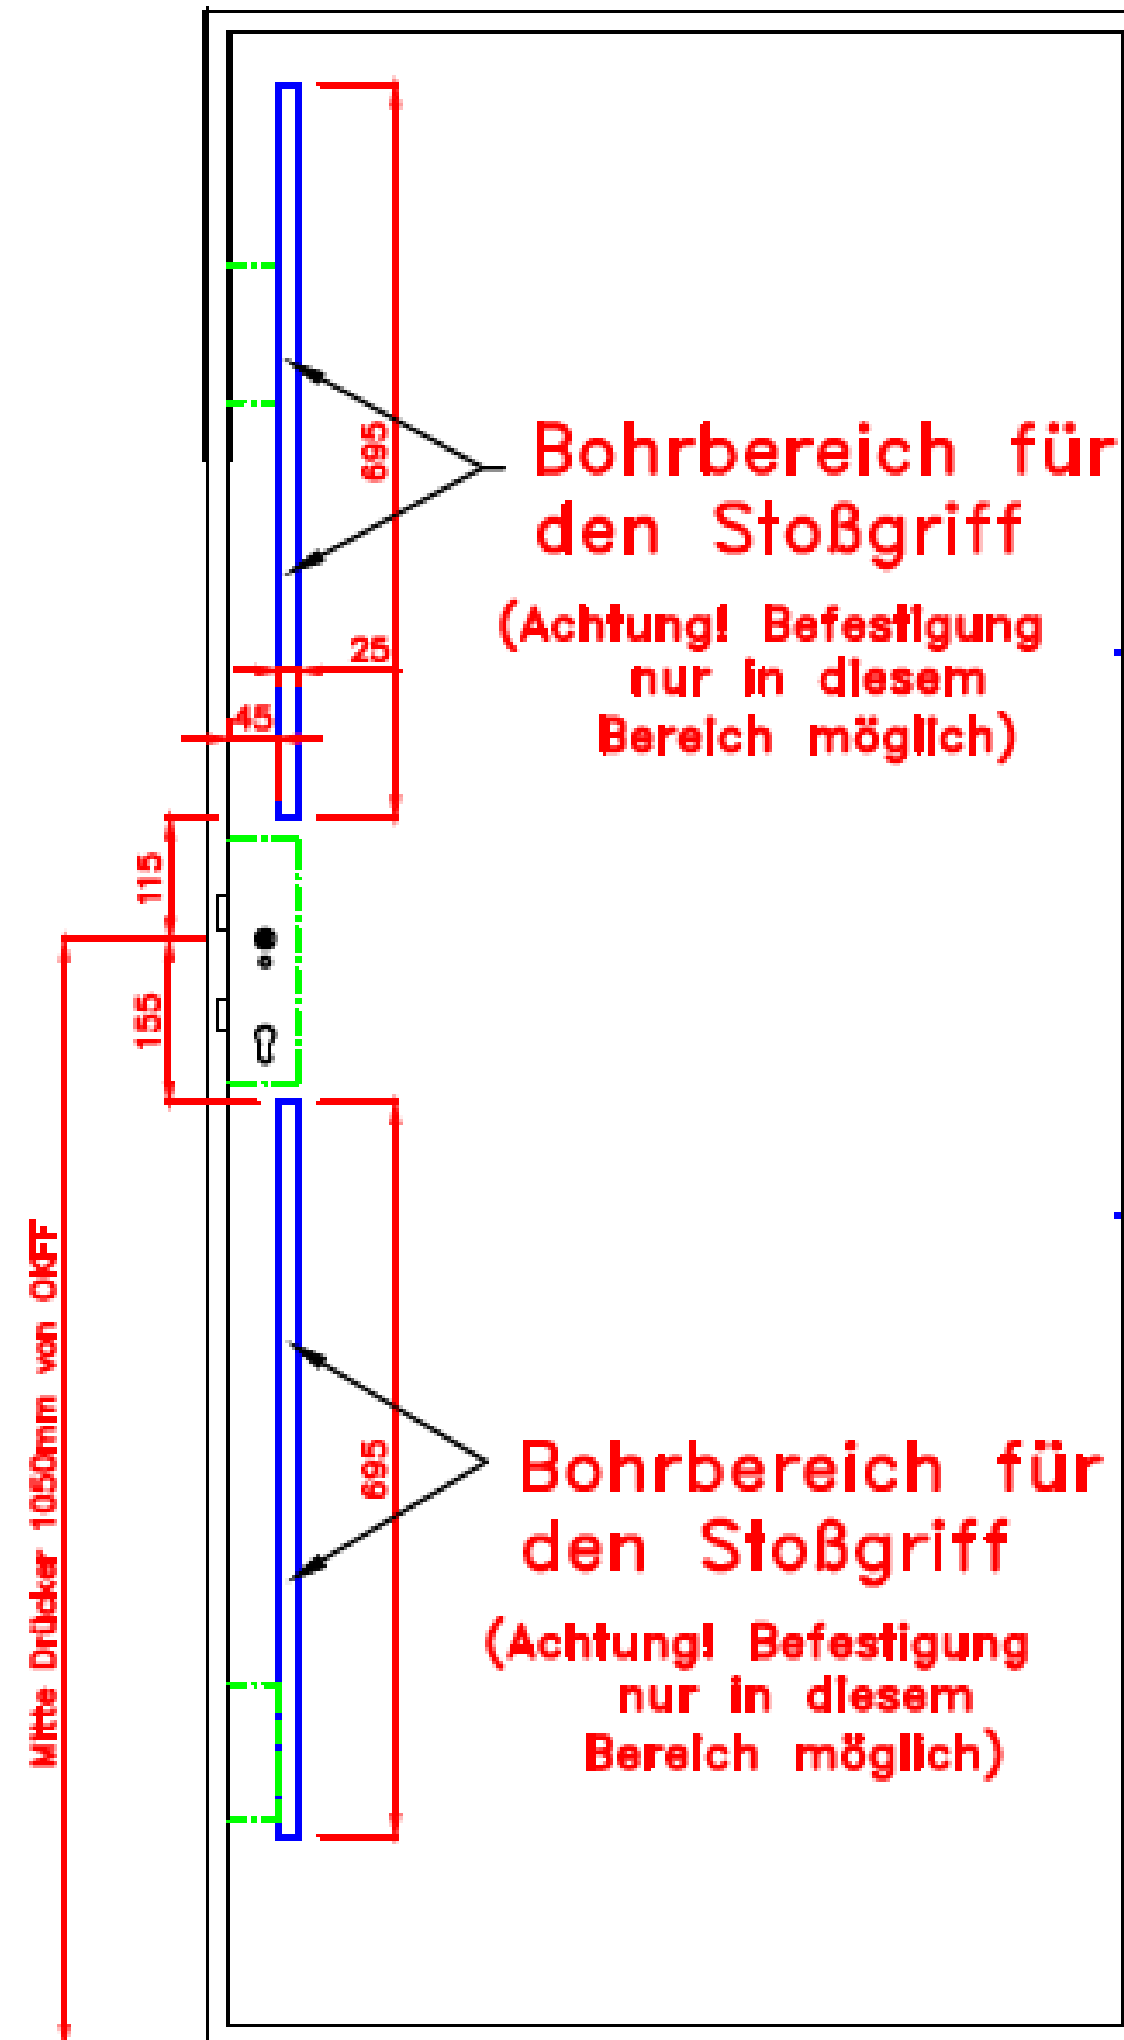 695
Bohrbereich für
den Stoßgriff
(Achtung! Befestigung
nur in diesem
Bereich möglich)
25
45
115
155
Mitte Drücker 1050mm von OKFF
695
Bohrbereich für
den Stoßgriff
(Achtung! Befestigung
nur in diesem
Bereich möglich)